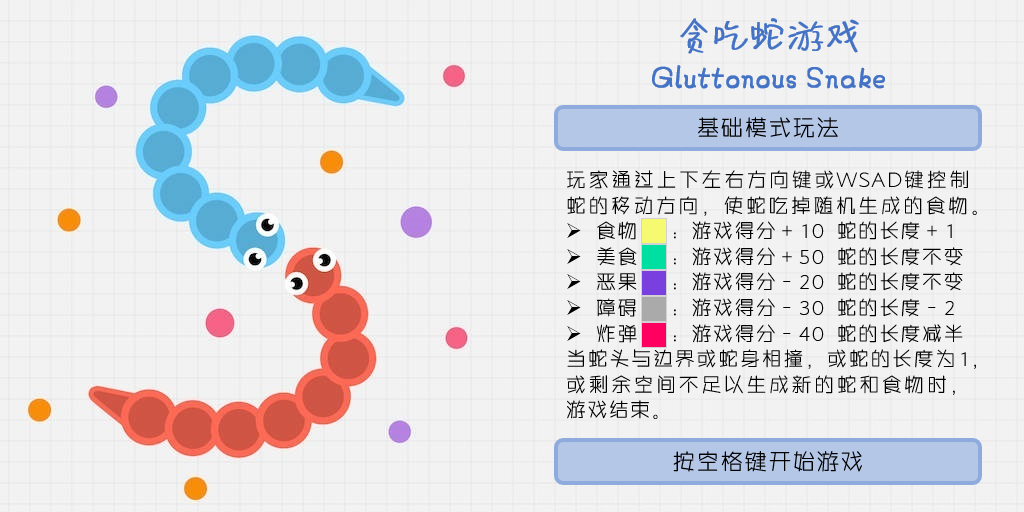 贪吃蛇游戏
Gluttonous Snake
基础模式玩法
玩家通过上下左右方向键或WSAD键控制
蛇的移动方向，使蛇吃掉随机生成的食物。
➤ 食物 ：游戏得分+10 蛇的长度+1
➤ 美食 ：游戏得分+50 蛇的长度不变
➤ 恶果 ：游戏得分-20 蛇的长度不变
➤ 障碍 ：游戏得分-30 蛇的长度-2
➤ 炸弹 ：游戏得分-40 蛇的长度减半
当蛇头与边界或蛇身相撞，或蛇的长度为1，
或剩余空间不足以生成新的蛇和食物时，
游戏结束。
按空格键开始游戏